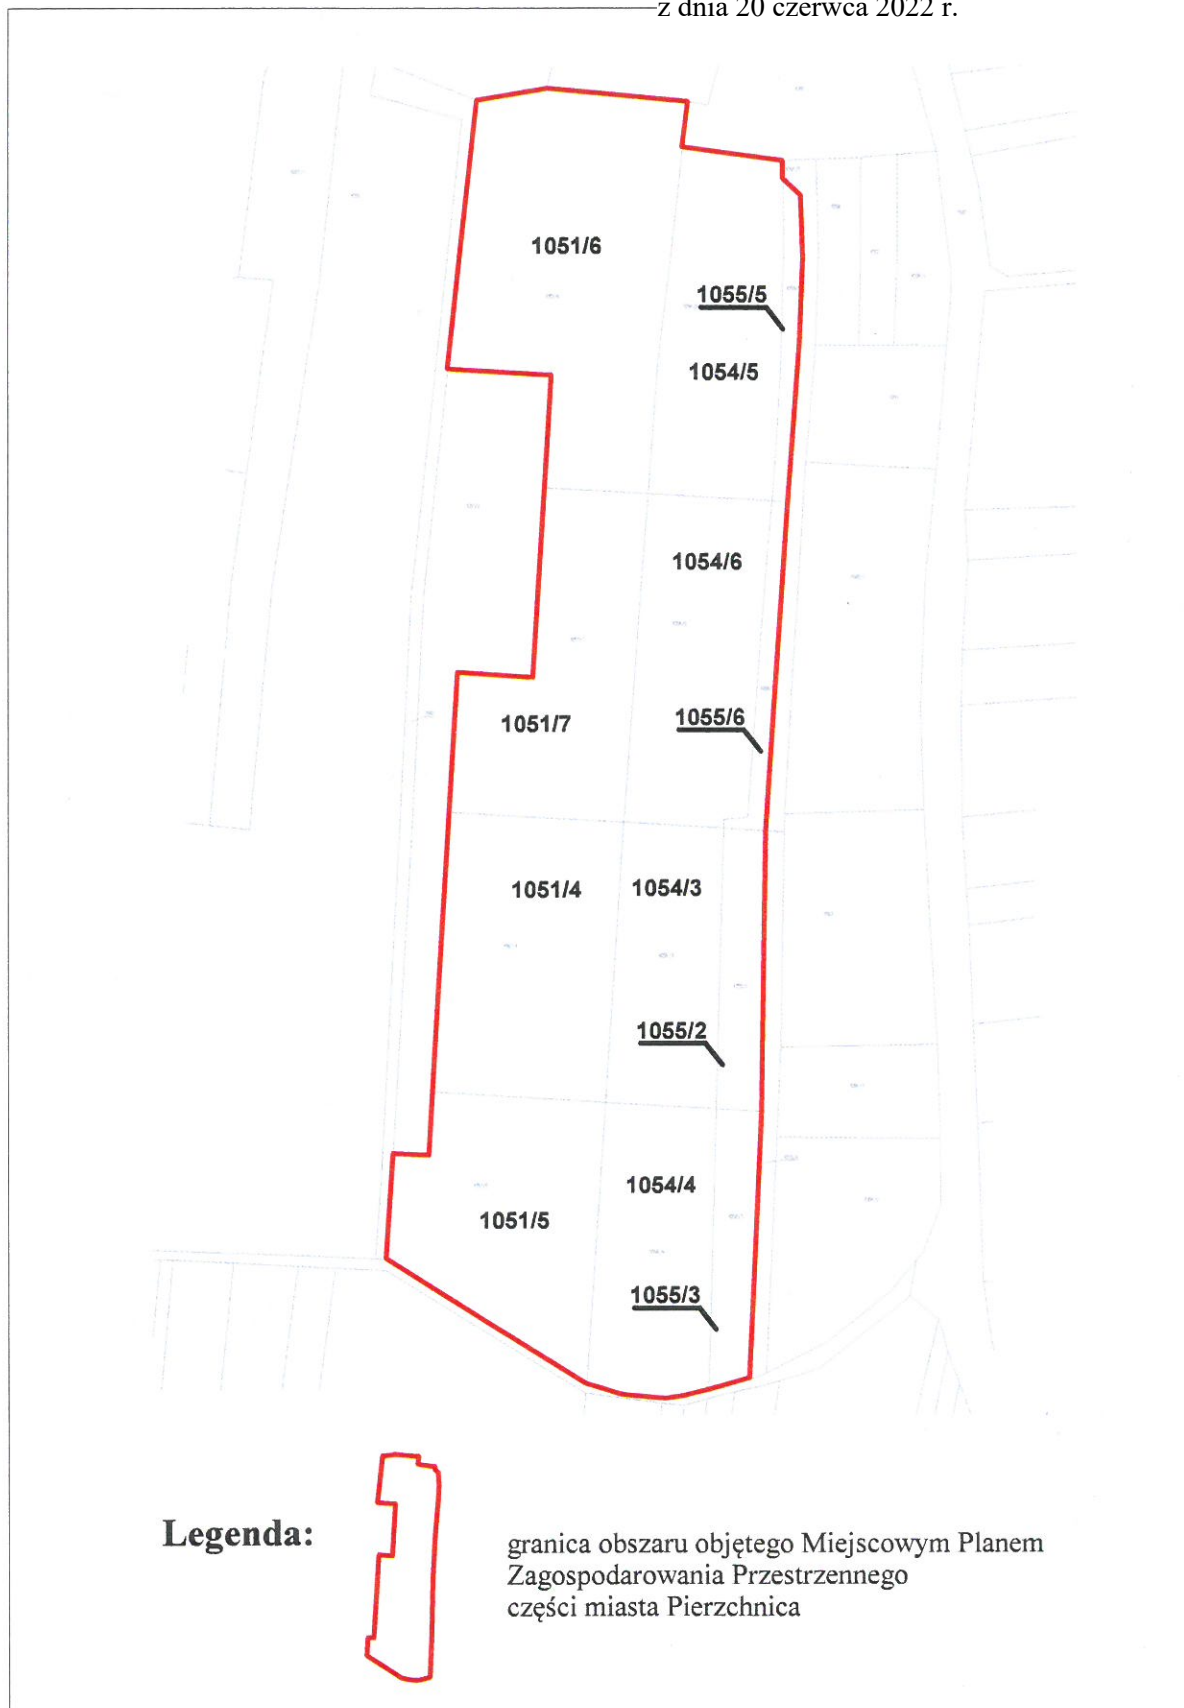 z dnia 20 czerwca 2022 r.
1051/6
1055/5
1054/5
1054/6
1055/6
1051/7
1051/4
1054/3
1055/2
1054/4
1051/5
1055/3
Legenda:
granica obszaru objętego Miejscowym Planem
Zagospodarowania Przestrzennego
części miasta Pierzchnica